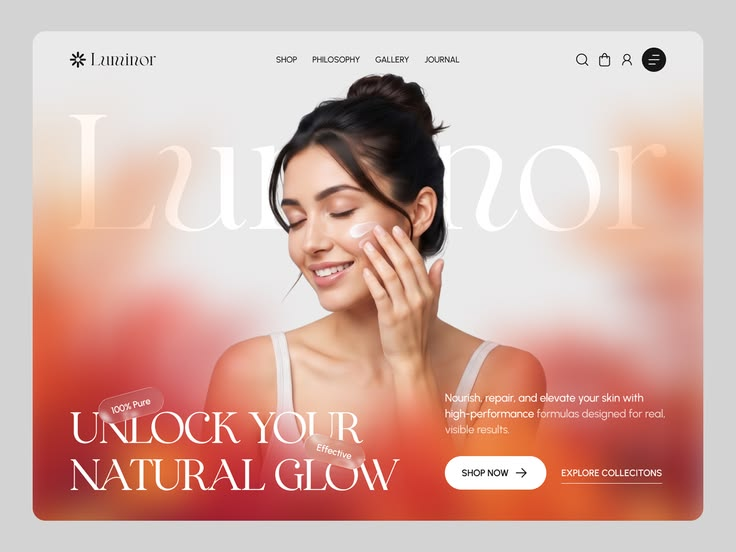 Luminor
SHOP PHILOSOPHY GALLERY JOURNAL
Luminor
100% Pure
UNLOCK YOUR
Effective
NATURAL GLOW
Nourish, repair, and elevate your skin with
high-performance formulas designed for real,
visible results.
SHOP NOW
EXPLORE COLLECITONS